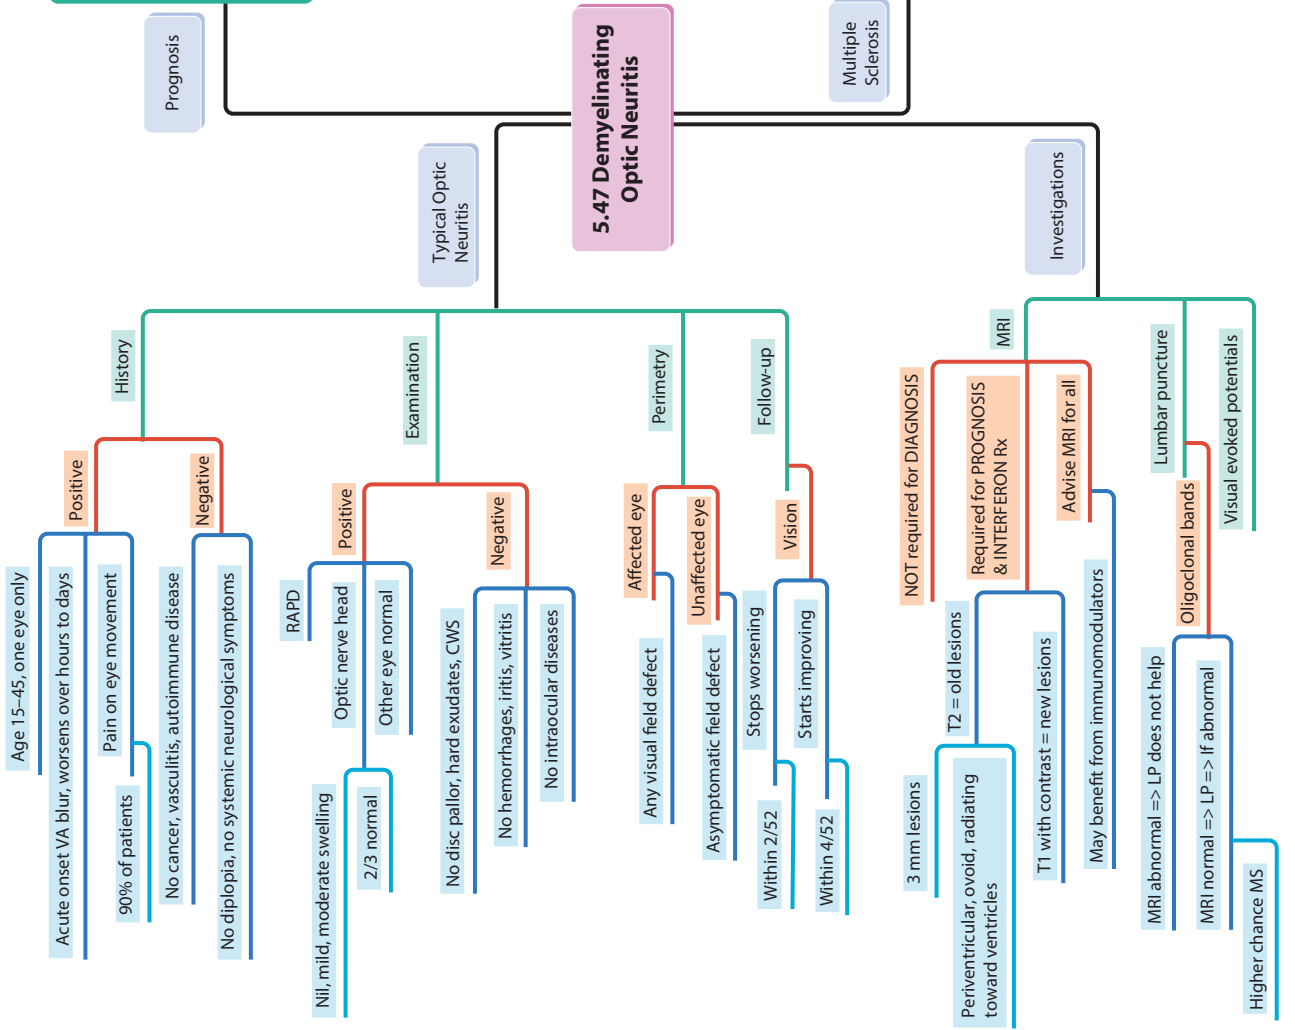 5.47 Demyelinating
Optic Neuritis
Prognosis
Multiple
Sclerosis
Typical Optic
Neuritis
History
Positive
Age 15–45, one eye only
Acute onset VA blur, worsens over hours to days
Pain on eye movement
90% of patients
Negative
No cancer, vasculitis, autoimmune disease
No diplopia, no systemic neurological symptoms
Examination
Positive
RAPD
Optic nerve head
Nil, mild, moderate swelling
2/3 normal
Other eye normal
Negative
No disc pallor, hard exudates, CWS
No hemorrhages, iritis, vitritis
No intraocular diseases
Perimetry
Affected eye
Any visual field defect
Unaffected eye
Asymptomatic field defect
Follow-up
Vision
Stops worsening
Within 2/52
Starts improving
Within 4/52
Investigations
MRI
NOT required for DIAGNOSIS
Required for PROGNOSIS
& INTERFERON Rx
T2 = old lesions
3 mm lesions
Periventricular, ovoid, radiating
toward ventricles
T1 with contrast = new lesions
Advise MRI for all
May benefit from immunomodulators
Lumbar puncture
Oligoclonal bands
MRI abnormal => LP does not help
MRI normal => LP => If abnormal
Higher chance MS
Visual evoked potentials